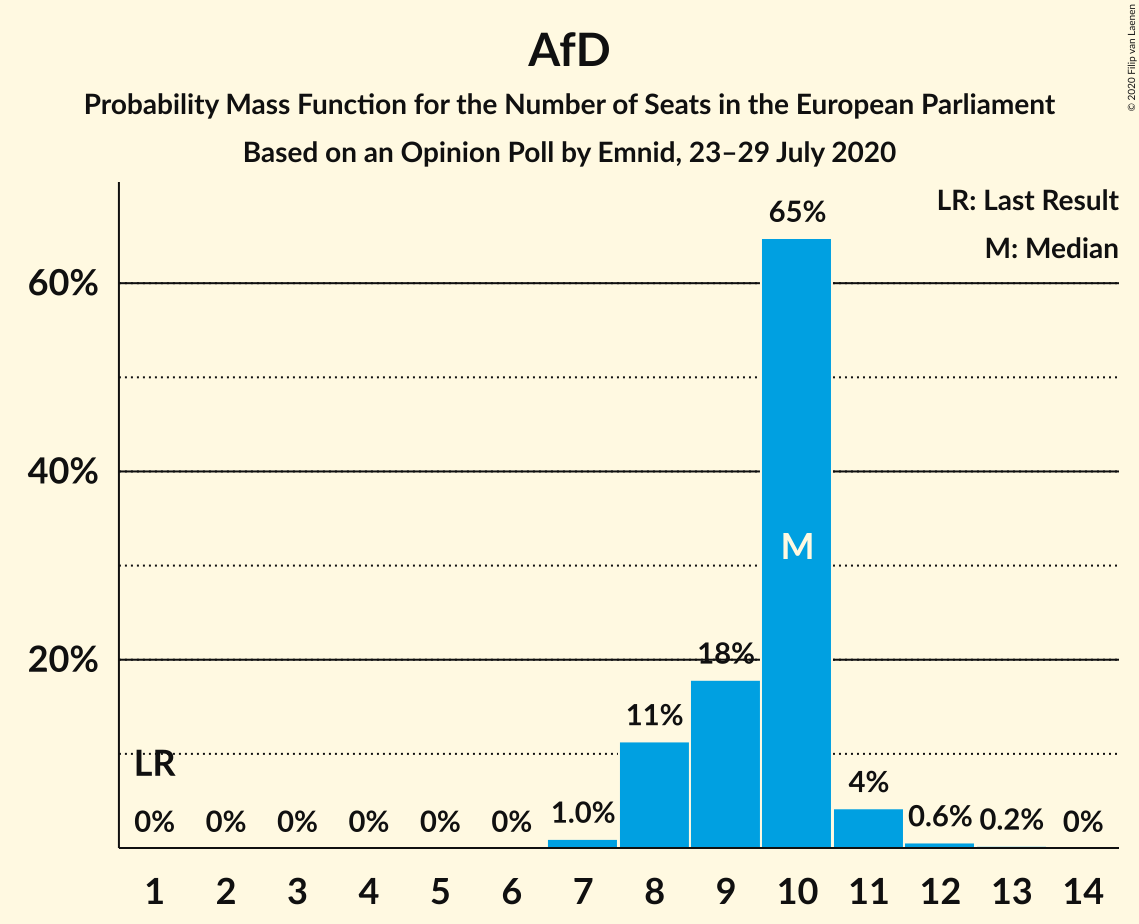 AfD
Probability Mass Function for the Number of Seats in the European Parliament
Based on an Opinion Poll by Emnid, 23–29 July 2020
© 2020 Filip van Laenen
LR: Last Result
M: Median
60%
40%
20%
LR
0% 0% 0% 0% 0% 0% 1.0% 11% 18% 65% 4% 0.6% 0.2% 0%
M
1 2 3 4 5 6 7 8 9 10 11 12 13 14